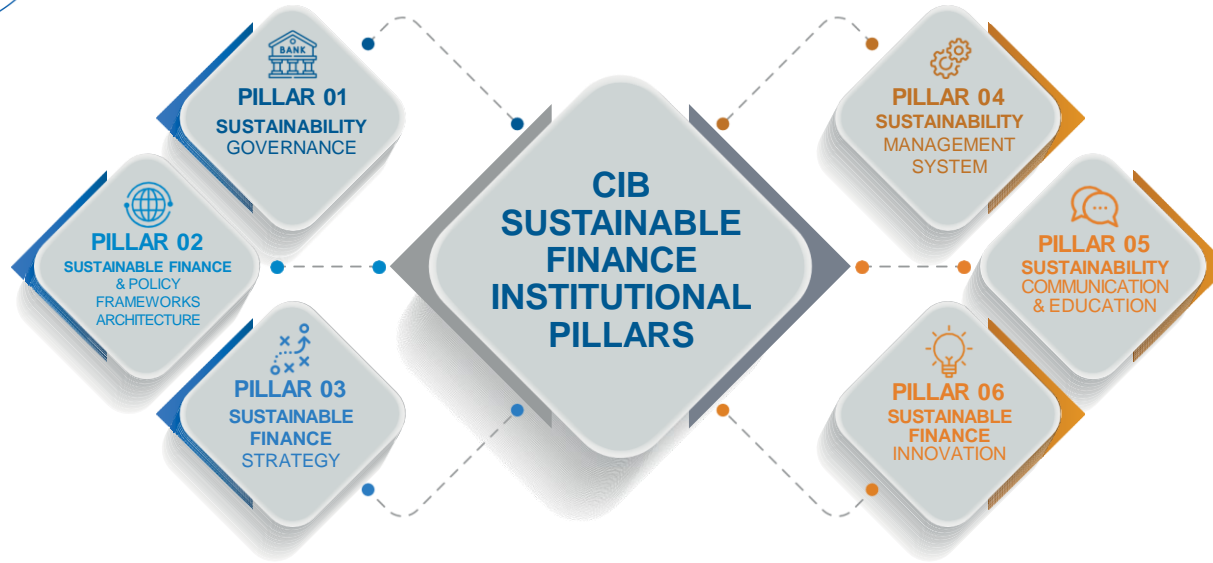 BANK
PILLAR 01
SUSTAINABILITY
GOVERNANCE
PILLAR 02
SUSTAINABLE FINANCE
& POLICY
FRAMEWORKS
ARCHITECTURE
PILLAR 03
SUSTAINABLE
FINANCE
STRATEGY
CIB
SUSTAINABLE
FINANCE
INSTITUTIONAL
PILLARS
PILLAR 04
SUSTAINABILITY
MANAGEMENT
SYSTEM
PILLAR 05
SUSTAINABILITY
COMMUNICATION
& EDUCATION
PILLAR 06
SUSTAINABLE
FINANCE
INNOVATION